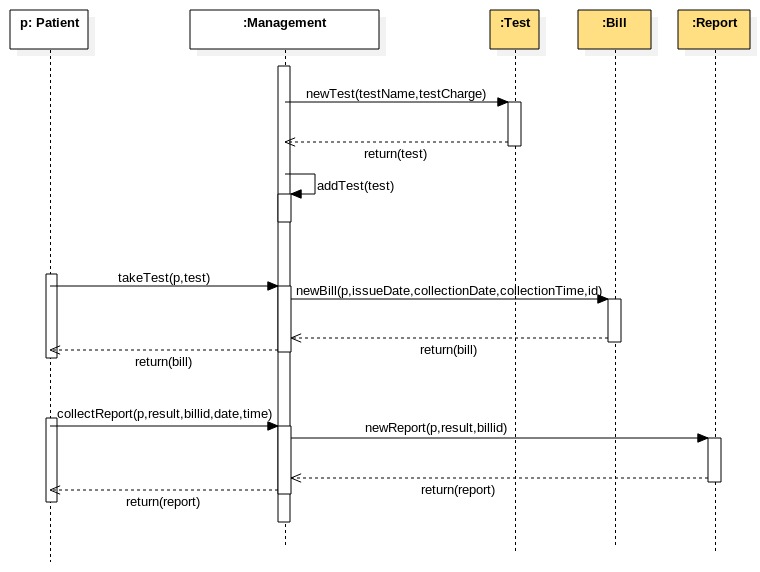 p: Patient
:Management
:Test
:Bill
:Report
newTest(testName,testCharge)
return(test)
addTest(test)
takeTest(p,test)
newBill(p,issueDate,collectionDate,collectionTime,id)
return(bill)
return(bill)
collectReport(p,result,billid,date,time)
newReport(p,result,billid)
return(report)
return(report)